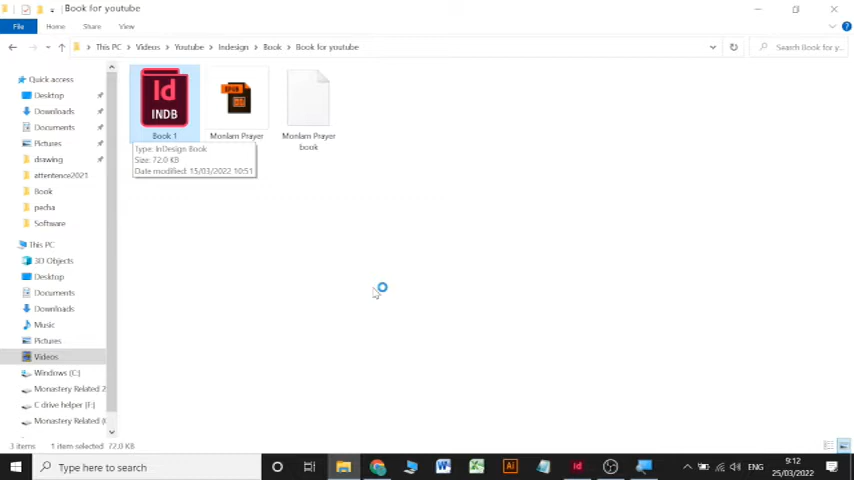 Book for youtube
File Home Share View
This PC Videos Youtube Indesign Book Book for youtube
Search Book for y...
Quick access
Desktop
Downloads
Documents
Pictures
drawing
attentence2021
Book
pecha
Software
This PC
3D Objects
Desktop
Documents
Downloads
Music
Pictures
Videos
Windows (C:)
Monastery Related 2
C drive helper (F:)
Monastery Related (
Id
INDB
Book 1
EPUB
Monlam Prayer
Monlam Prayer
book
Type: InDesign Book
Size: 72.0 KB
Date modified: 15/03/2022 10:51
3 items 1 item selected 72.0 KB
Type here to search
Ai
Id
ENG
9:12
25/03/2022